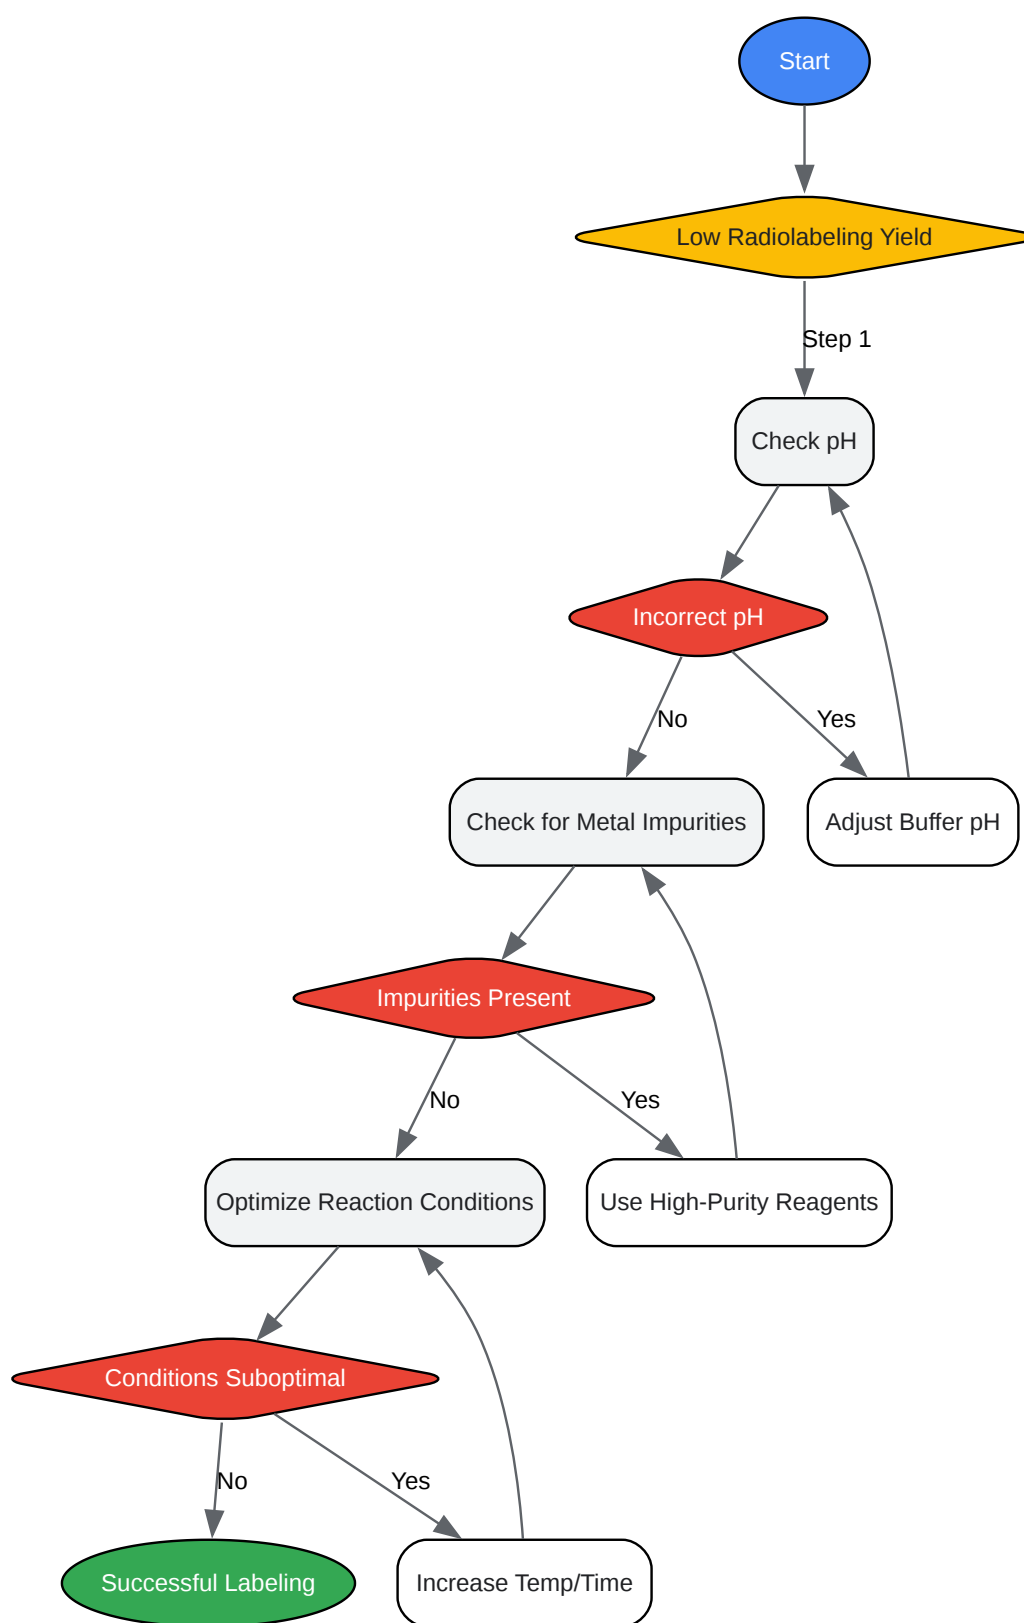 Start
Low Radiolabeling Yield
Step 1
Check pH
Incorrect pH
No
Yes
Check for Metal Impurities
Adjust Buffer pH
Impurities Present
No
Yes
Optimize Reaction Conditions
Use High-Purity Reagents
Conditions Suboptimal
No
Yes
Successful Labeling
Increase Temp/Time